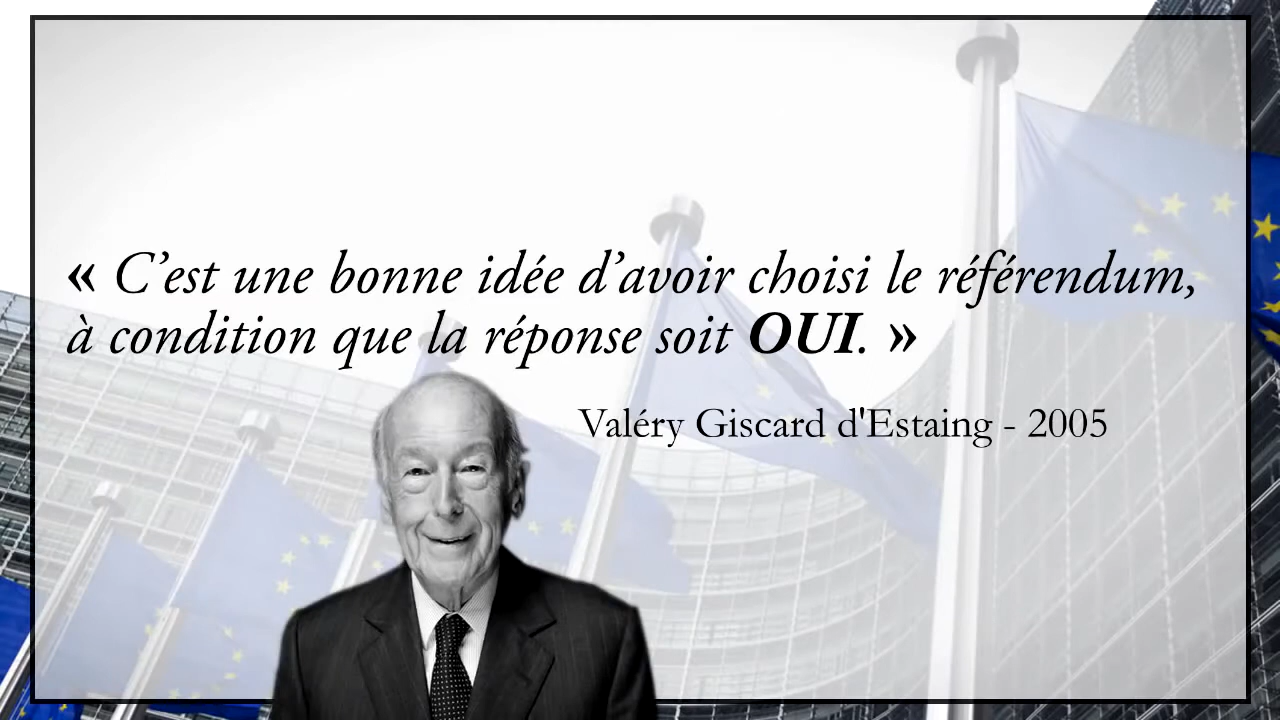 « C’est une bonne idée d’avoir choisi le référendum,
à condition que la réponse soit OUI. »
Valéry Giscard d'Estaing - 2005